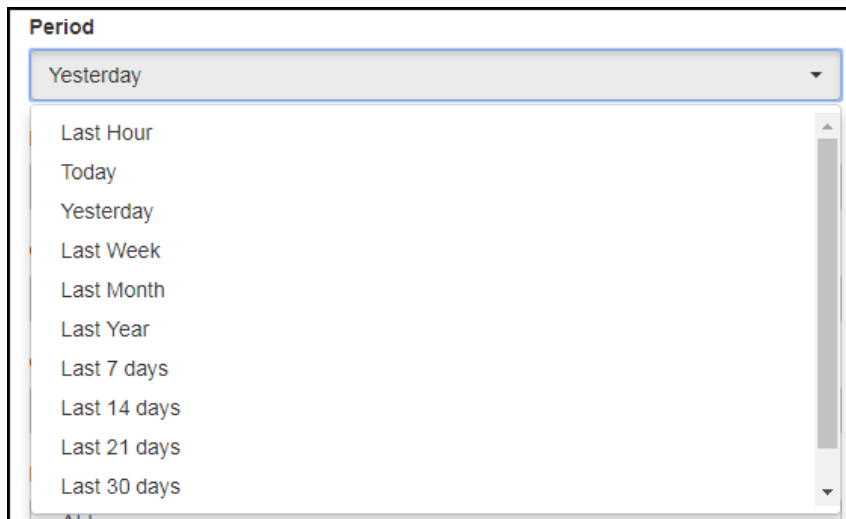 Period
Yesterday
Last Hour
Today
Yesterday
Last Week
Last Month
Last Year
Last 7 days
Last 14 days
Last 21 days
Last 30 days